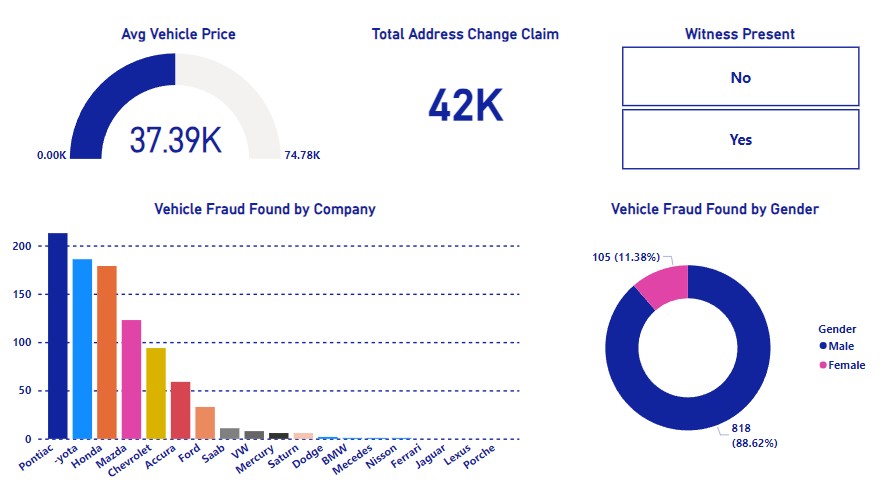 Avg Vehicle Price
37.39K
0.00K
74.78K
Total Address Change Claim
42K
Witness Present
No
Yes
Vehicle Fraud Found by Company
200
150
100
50
0
Pontiac
-yota
Honda
Mazda
Chevrolet
Accura
Ford
Saab
VW
Mercury
Saturn
Dodge
BMW
Mecedes
Nisson
Ferrari
Jaguar
Lexus
Porche
Vehicle Fraud Found by Gender
105 (11.38%)
818
(88.62%)
Gender
Male
Female